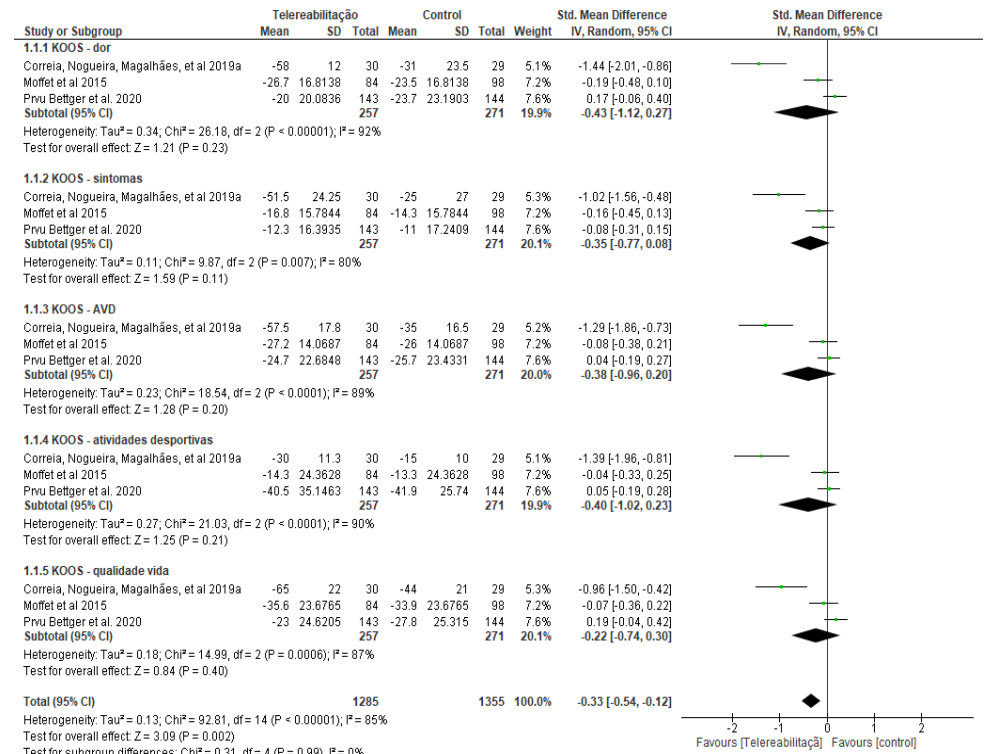 Telereabilitação Control Std. Mean Difference Std. Mean Difference
Study or Subgroup Mean SD Total Mean SD Total Weight IV, Random, 95% CI IV, Random, 95% CI
1.1.1 KOOS - dor
Correia, Nogueira, Magalhães, et al 2019a -58 12 30 -31 23.5 29 5.1% -1.44 [-2.01, -0.86]
Moffet et al 2015 -26.7 16.8138 84 -23.5 16.8138 98 7.2% -0.19 [-0.48, 0.10]
Prvu Bettger et al. 2020 -20 20.0836 143 -23.7 23.1903 144 7.6% 0.17 [-0.06, 0.40]
Subtotal (95% CI) 257 271 19.9% -0.43 [-1.12, 0.27]
Heterogeneity: Tau² = 0.34; Chi² = 26.18, df = 2 (P < 0.00001); I² = 92%
Test for overall effect: Z = 1.21 (P = 0.23)
1.1.2 KOOS - sintomas
Correia, Nogueira, Magalhães, et al 2019a -51.5 24.25 30 -25 27 29 5.3% -1.02 [-1.56, -0.48]
Moffet et al 2015 -16.8 15.7844 84 -14.3 15.7844 98 7.2% -0.16 [-0.45, 0.13]
Prvu Bettger et al. 2020 -12.3 16.3935 143 -11 17.2409 144 7.6% -0.08 [-0.31, 0.15]
Subtotal (95% CI) 257 271 20.1% -0.35 [-0.77, 0.08]
Heterogeneity: Tau² = 0.11; Chi² = 9.87, df = 2 (P = 0.007); I² = 80%
Test for overall effect: Z = 1.59 (P = 0.11)
1.1.3 KOOS - AVD
Correia, Nogueira, Magalhães, et al 2019a -57.5 17.8 30 -35 16.5 29 5.2% -1.29 [-1.86, -0.73]
Moffet et al 2015 -27.2 14.0687 84 -26 14.0687 98 7.2% -0.08 [-0.38, 0.21]
Prvu Bettger et al. 2020 -24.7 22.6848 143 -25.7 23.4331 144 7.6% 0.04 [-0.19, 0.27]
Subtotal (95% CI) 257 271 20.0% -0.38 [-0.96, 0.20]
Heterogeneity: Tau² = 0.23; Chi² = 18.54, df = 2 (P < 0.0001); I² = 89%
Test for overall effect: Z = 1.28 (P = 0.20)
1.1.4 KOOS - atividades desportivas
Correia, Nogueira, Magalhães, et al 2019a -30 11.3 30 -15 10 29 5.1% -1.39 [-1.96, -0.81]
Moffet et al 2015 -14.3 24.3628 84 -13.3 24.3628 98 7.2% -0.04 [-0.33, 0.25]
Prvu Bettger et al. 2020 -40.5 35.1463 143 -41.9 25.74 144 7.6% 0.05 [-0.19, 0.28]
Subtotal (95% CI) 257 271 19.9% -0.40 [-1.02, 0.23]
Heterogeneity: Tau² = 0.27; Chi² = 21.03, df = 2 (P < 0.0001); I² = 90%
Test for overall effect: Z = 1.25 (P = 0.21)
1.1.5 KOOS - qualidade vida
Correia, Nogueira, Magalhães, et al 2019a -65 22 30 -44 21 29 5.3% -0.96 [-1.50, -0.42]
Moffet et al 2015 -35.6 23.6765 84 -33.9 23.6765 98 7.2% -0.07 [-0.36, 0.22]
Prvu Bettger et al. 2020 -23 24.6205 143 -27.8 25.315 144 7.6% 0.19 [-0.04, 0.42]
Subtotal (95% CI) 257 271 20.1% -0.22 [-0.74, 0.30]
Heterogeneity: Tau² = 0.18; Chi² = 14.99, df = 2 (P = 0.0006); I² = 87%
Test for overall effect: Z = 0.84 (P = 0.40)
Total (95% CI) 1285 1355 100.0% -0.33 [-0.54, -0.12]
Heterogeneity: Tau² = 0.13; Chi² = 92.81, df = 14 (P < 0.00001); I² = 85%
Test for overall effect: Z = 3.09 (P = 0.002)
Test for subgroup differences: Chi² = 0.31, df = 4 (P = 0.99), I² = 0%
-2 -1 0 1 2
Favours [Telereabilitaçã] Favours [control]